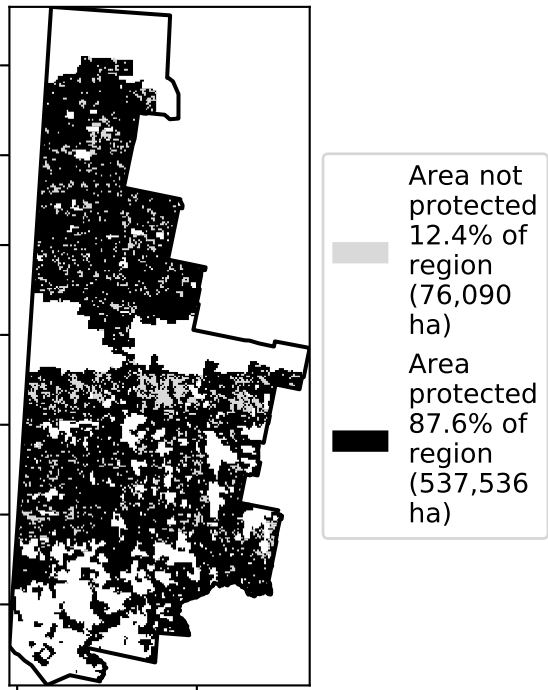 Area not
protected
12.4% of
region
(76,090
ha)
Area
protected
87.6% of
region
(537,536
ha)